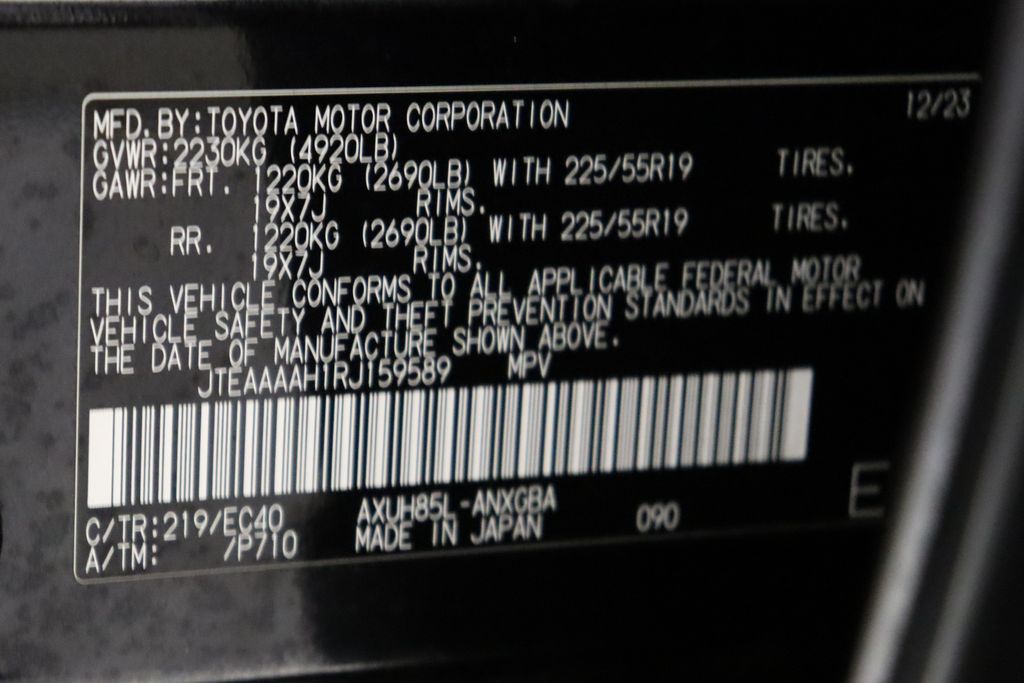 MFD. BY: TOYOTA MOTOR CORPORATION 12/23
GVWR: 2230KG (4920LB)
GAWR: FRT. 1220KG (2690LB) WITH 225/55R19 TIRES.
19X7J RIMS.
RR. 1220KG (2690LB) WITH 225/55R19 TIRES.
19X7J RIMS.
THIS VEHICLE CONFORMS TO ALL APPLICABLE FEDERAL MOTOR
VEHICLE SAFETY AND THEFT PREVENTION STANDARDS IN EFFECT ON
THE DATE OF MANUFACTURE SHOWN ABOVE.
JTEAAAAH1RJ159589 MPV
C/TR: 219/EC40 AXUH85L-ANXGBA 090 E
A/TM: /P710 MADE IN JAPAN